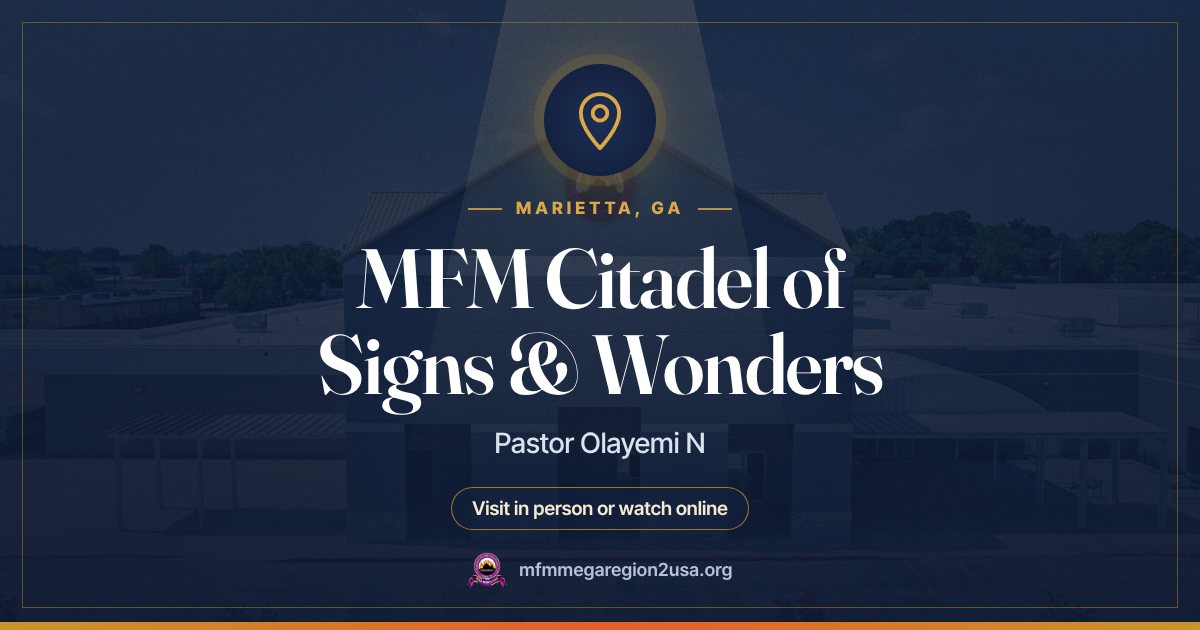 MARIETTA, GA
MFM Citadel of
Signs & Wonders
Pastor Olayemi N
Visit in person or watch online
mfmmegaregion2usa.org